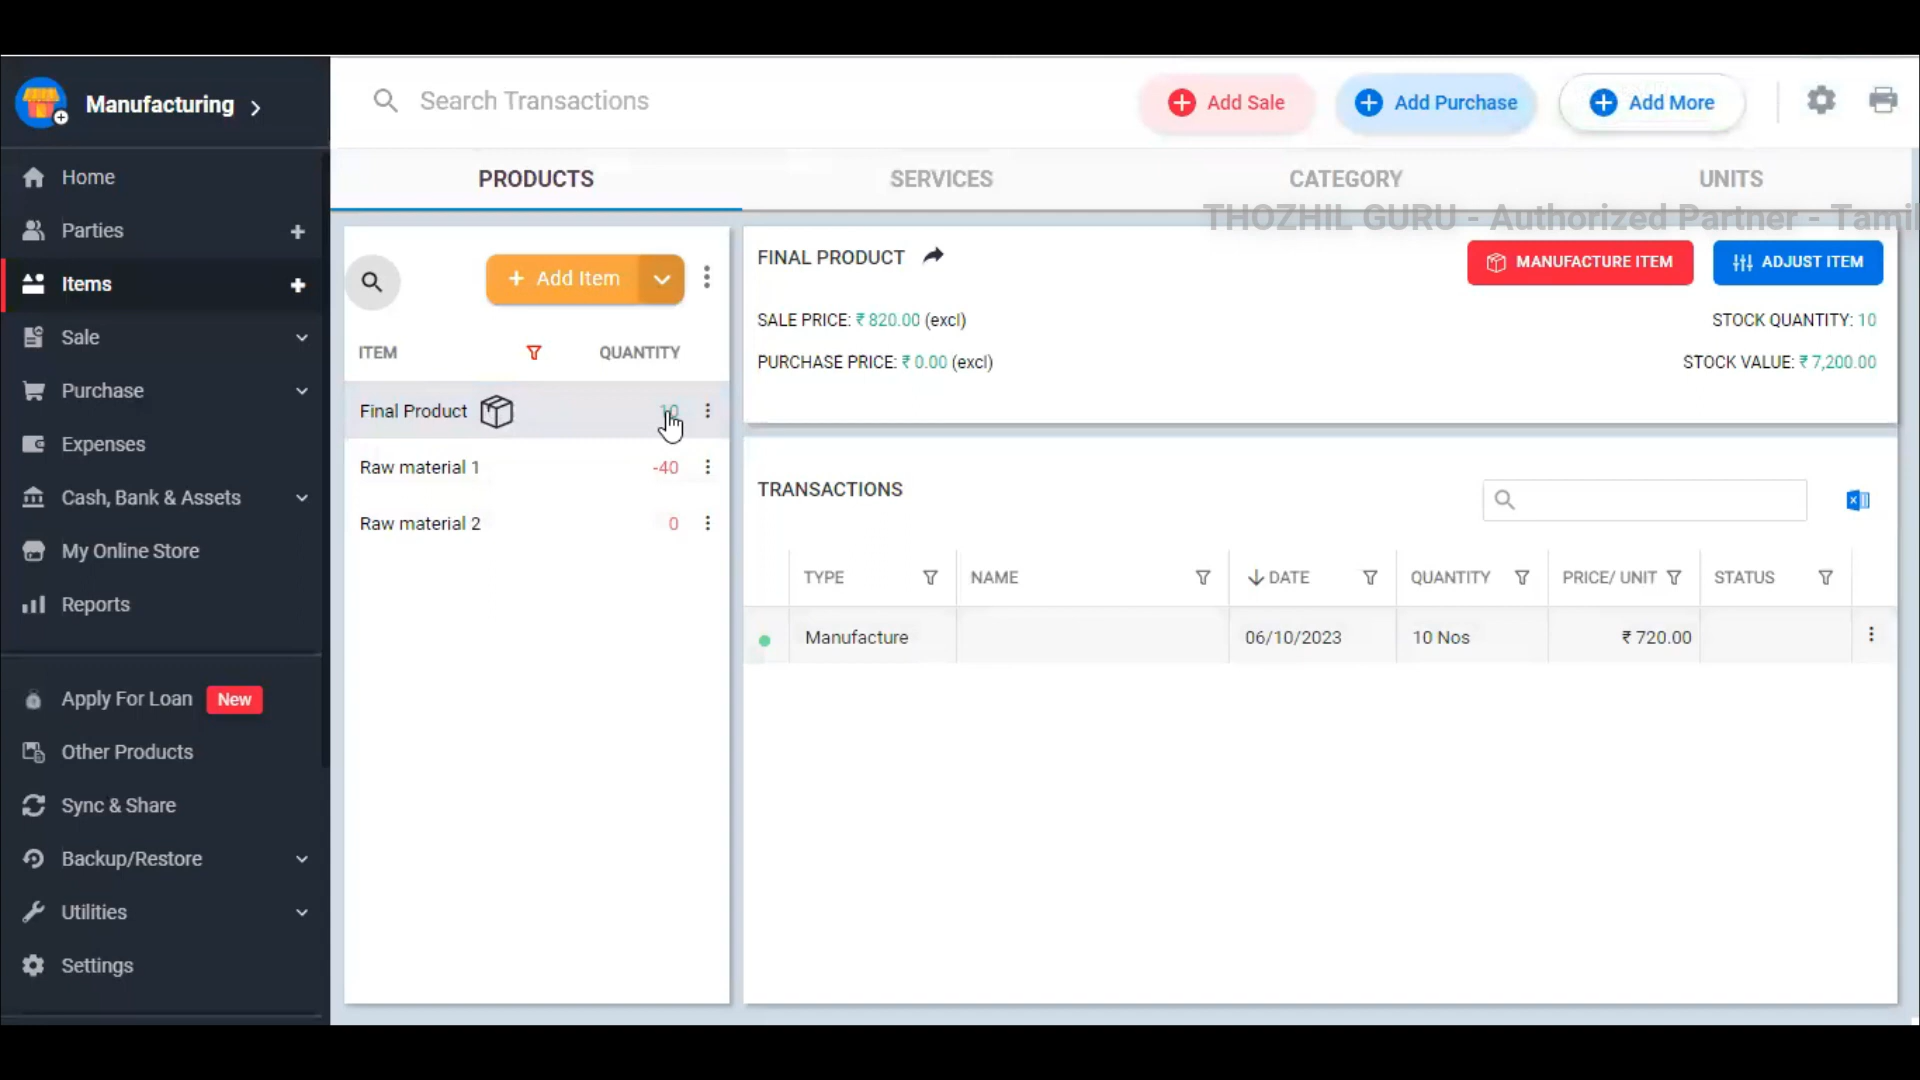 Manufacturing
Search Transactions
Add Sale
Add Purchase
Add More
Home
Parties
Items
Sale
Purchase
Expenses
Cash, Bank & Assets
My Online Store
Reports
Apply For Loan New
Other Products
Sync & Share
Backup/Restore
Utilities
Settings
PRODUCTS
SERVICES
CATEGORY
UNITS
THOZHIL GURU - Authorized Partner - Tamil
Add Item
ITEM QUANTITY
Final Product 10
Raw material 1 -40
Raw material 2 0
FINAL PRODUCT
MANUFACTURE ITEM
ADJUST ITEM
SALE PRICE: ₹ 820.00 (excl)
STOCK QUANTITY: 10
PURCHASE PRICE: ₹ 0.00 (excl)
STOCK VALUE: ₹ 7,200.00
TRANSACTIONS
TYPE NAME DATE QUANTITY PRICE/ UNIT STATUS
Manufacture 06/10/2023 10 Nos ₹ 720.00